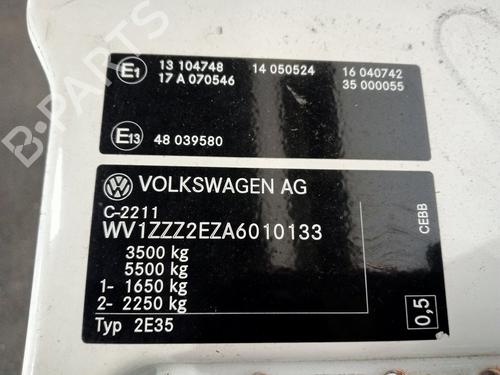 E1 13 104748 14 050524 16 040742
17 A 070546 35 000055
E13 48 039580
VOLKSWAGEN AG
C-2211
WV1ZZZ2EZA6010133
3500 kg
5500 kg
1- 1650 kg
2- 2250 kg
Typ 2E35
CEBB
0,5
B-Parts